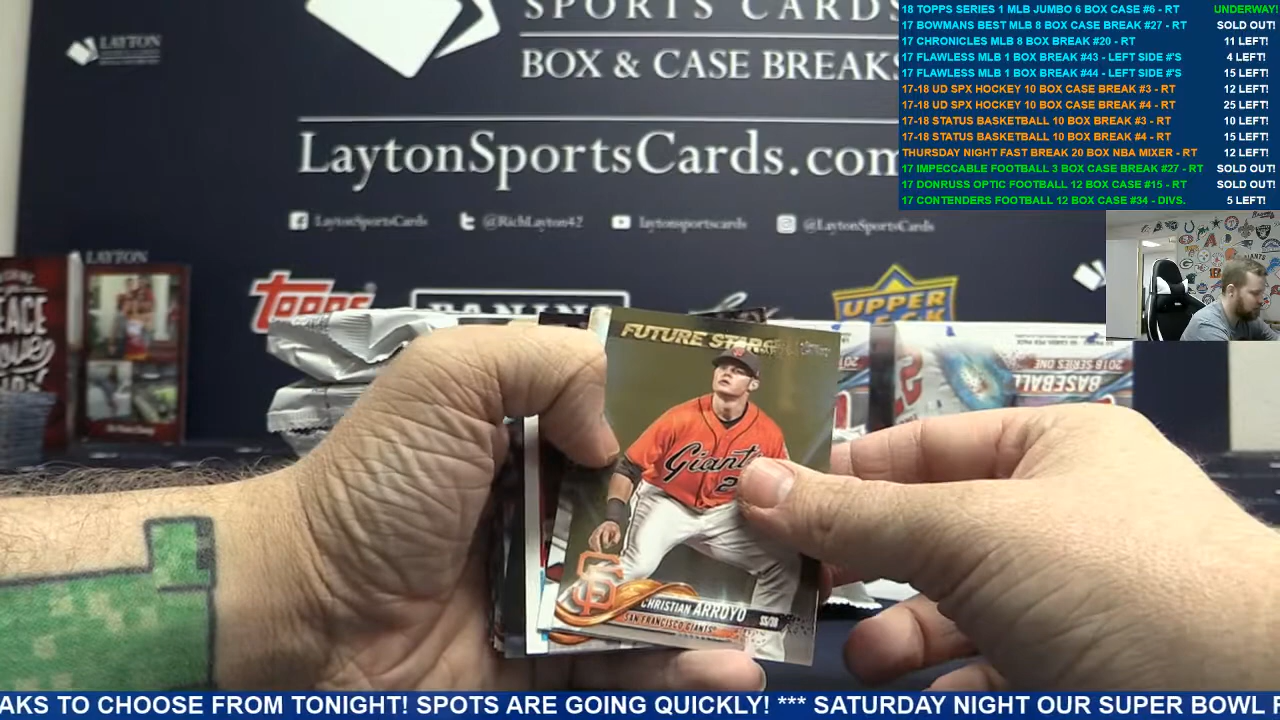 SPORTS CARDS
BOX & CASE BREAKS
LaytonSportsCards.com
LaytonSportsCards
@RichLayton42
laytonsportscards
@LaytonSportsCards
LAYTON
LAYTON
TOPPS
PANINI
UPPER
2018 SERIES ONE
BASEBALL
FUTURE STARS
Giants
2
CHRISTIAN ARROYO
SS/3B
SAN FRANCISCO GIANTS
SF
18 TOPPS SERIES 1 MLB JUMBO 6 BOX CASE #6 - RT UNDERWAY!
17 BOWMANS BEST MLB 8 BOX CASE BREAK #27 - RT SOLD OUT!
17 CHRONICLES MLB 8 BOX BREAK #20 - RT 11 LEFT!
17 FLAWLESS MLB 1 BOX BREAK #43 - LEFT SIDE #'S 4 LEFT!
17 FLAWLESS MLB 1 BOX BREAK #44 - LEFT SIDE #'S 15 LEFT!
17-18 UD SPX HOCKEY 10 BOX CASE BREAK #3 - RT 12 LEFT!
17-18 UD SPX HOCKEY 10 BOX CASE BREAK #4 - RT 25 LEFT!
17-18 STATUS BASKETBALL 10 BOX BREAK #3 - RT 10 LEFT!
17-18 STATUS BASKETBALL 10 BOX BREAK #4 - RT 15 LEFT!
THURSDAY NIGHT FAST BREAK 20 BOX NBA MIXER - RT 12 LEFT!
17 IMPECCABLE FOOTBALL 3 BOX CASE BREAK #27 - RT SOLD OUT!
17 DONRUSS OPTIC FOOTBALL 12 BOX CASE #15 - RT SOLD OUT!
17 CONTENDERS FOOTBALL 12 BOX CASE #34 - DIVS. 5 LEFT!
AKS TO CHOOSE FROM TONIGHT! SPOTS ARE GOING QUICKLY! *** SATURDAY NIGHT OUR SUPER BOWL